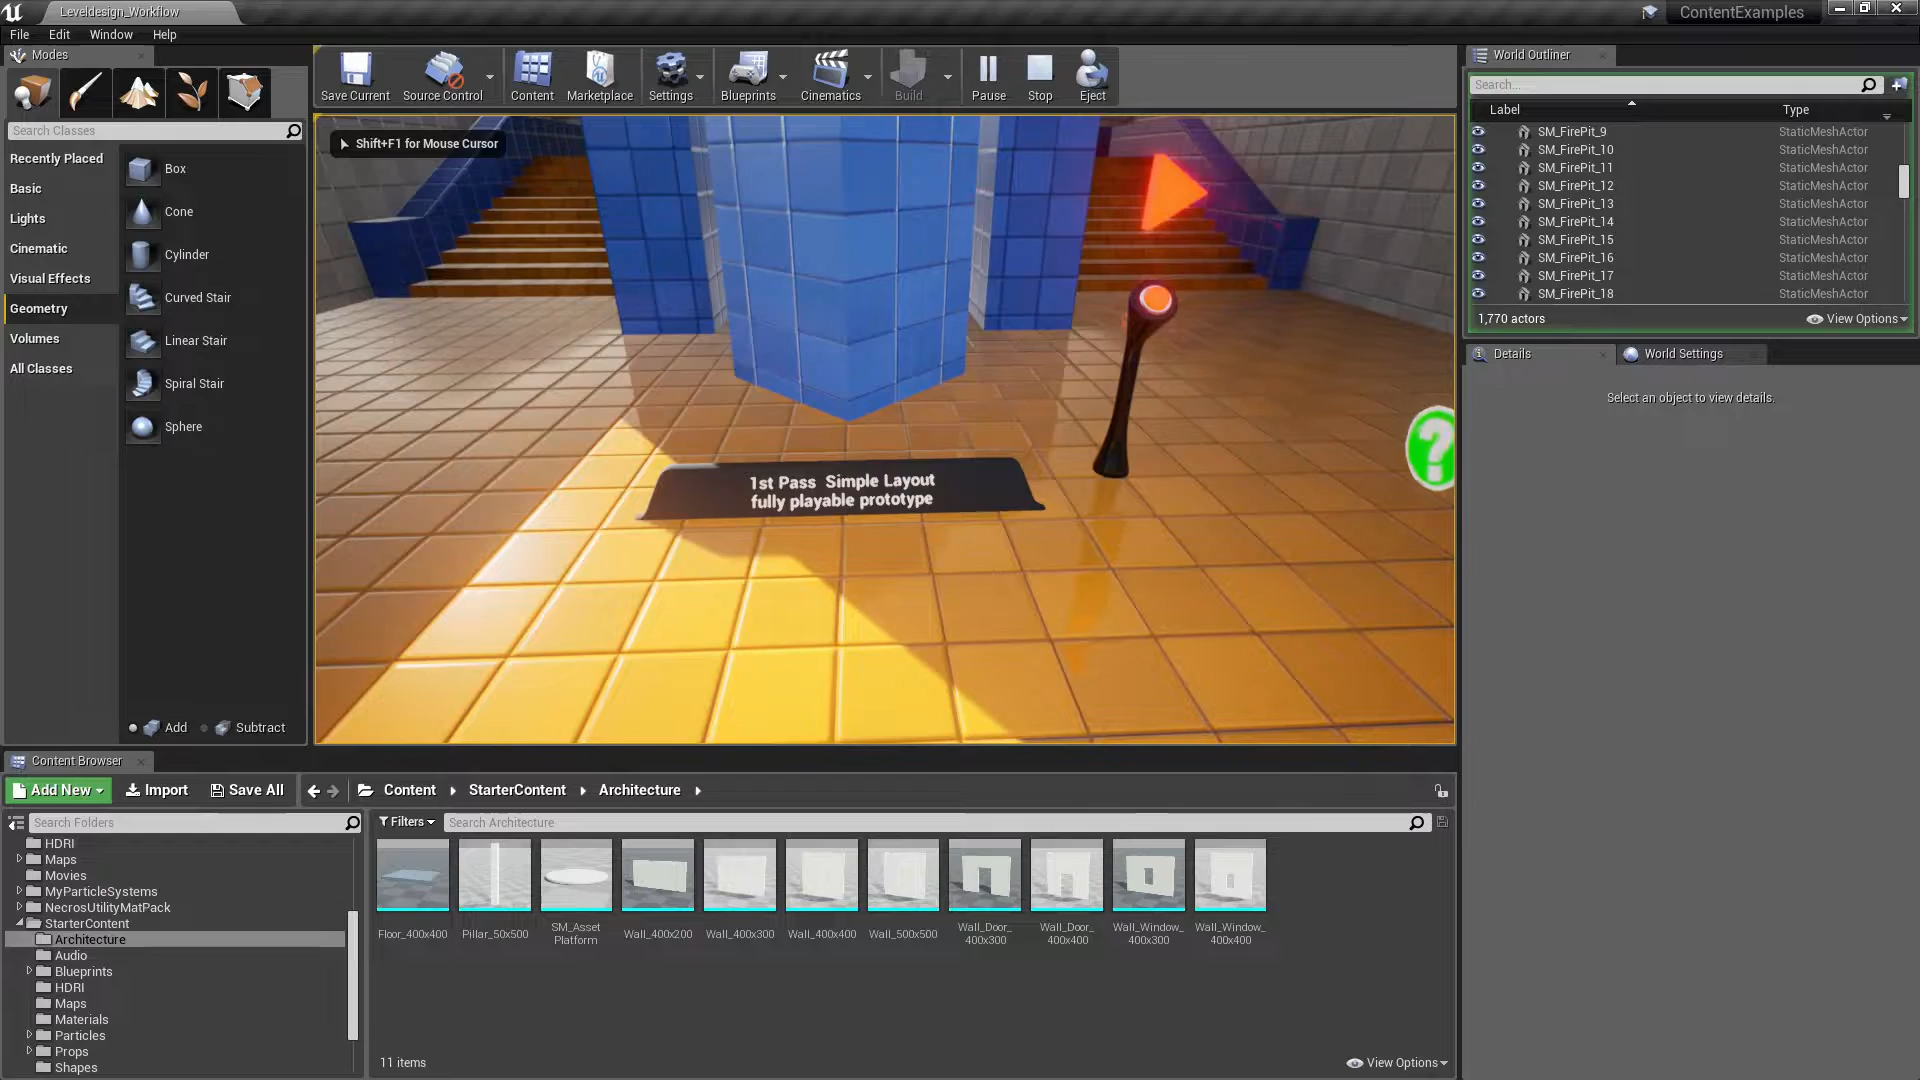 Leveldesign_Workflow
ContentExamples
File Edit Window Help
Modes
Search Classes
Recently Placed
Basic
Lights
Cinematic
Visual Effects
Geometry
Volumes
All Classes
Box
Cone
Cylinder
Curved Stair
Linear Stair
Spiral Stair
Sphere
Add Subtract
Save Current Source Control Content Marketplace Settings Blueprints Cinematics Build Pause Stop Eject
Shift+F1 for Mouse Cursor
1st Pass Simple Layout
fully playable prototype
?
World Outliner
Search...
Label Type
SM_FirePit_9 StaticMeshActor
SM_FirePit_10 StaticMeshActor
SM_FirePit_11 StaticMeshActor
SM_FirePit_12 StaticMeshActor
SM_FirePit_13 StaticMeshActor
SM_FirePit_14 StaticMeshActor
SM_FirePit_15 StaticMeshActor
SM_FirePit_16 StaticMeshActor
SM_FirePit_17 StaticMeshActor
SM_FirePit_18 StaticMeshActor
1,770 actors View Options
Details World Settings
Select an object to view details.
Content Browser
Add New Import Save All Content StarterContent Architecture
Search Folders
HDRI
Maps
Movies
MyParticleSystems
NecrosUtilityMatPack
StarterContent
Architecture
Audio
Blueprints
HDRI
Maps
Materials
Particles
Props
Shapes
Filters Search Architecture
Floor_400x400
Pillar_50x500
SM_Asset
Platform
Wall_400x200
Wall_400x300
Wall_400x400
Wall_500x500
Wall_Door_
400x300
Wall_Door_
400x400
Wall_Window_
400x300
Wall_Window_
400x400
11 items View Options